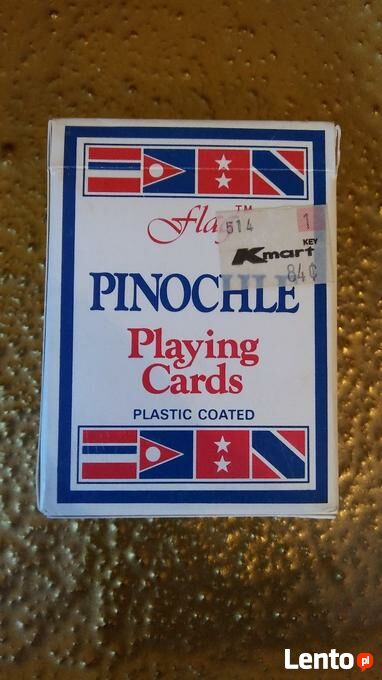 Flag™
514 1
KEY
Kmart
84¢
PINOCHLE
Playing
Cards
PLASTIC COATED
Lento pl